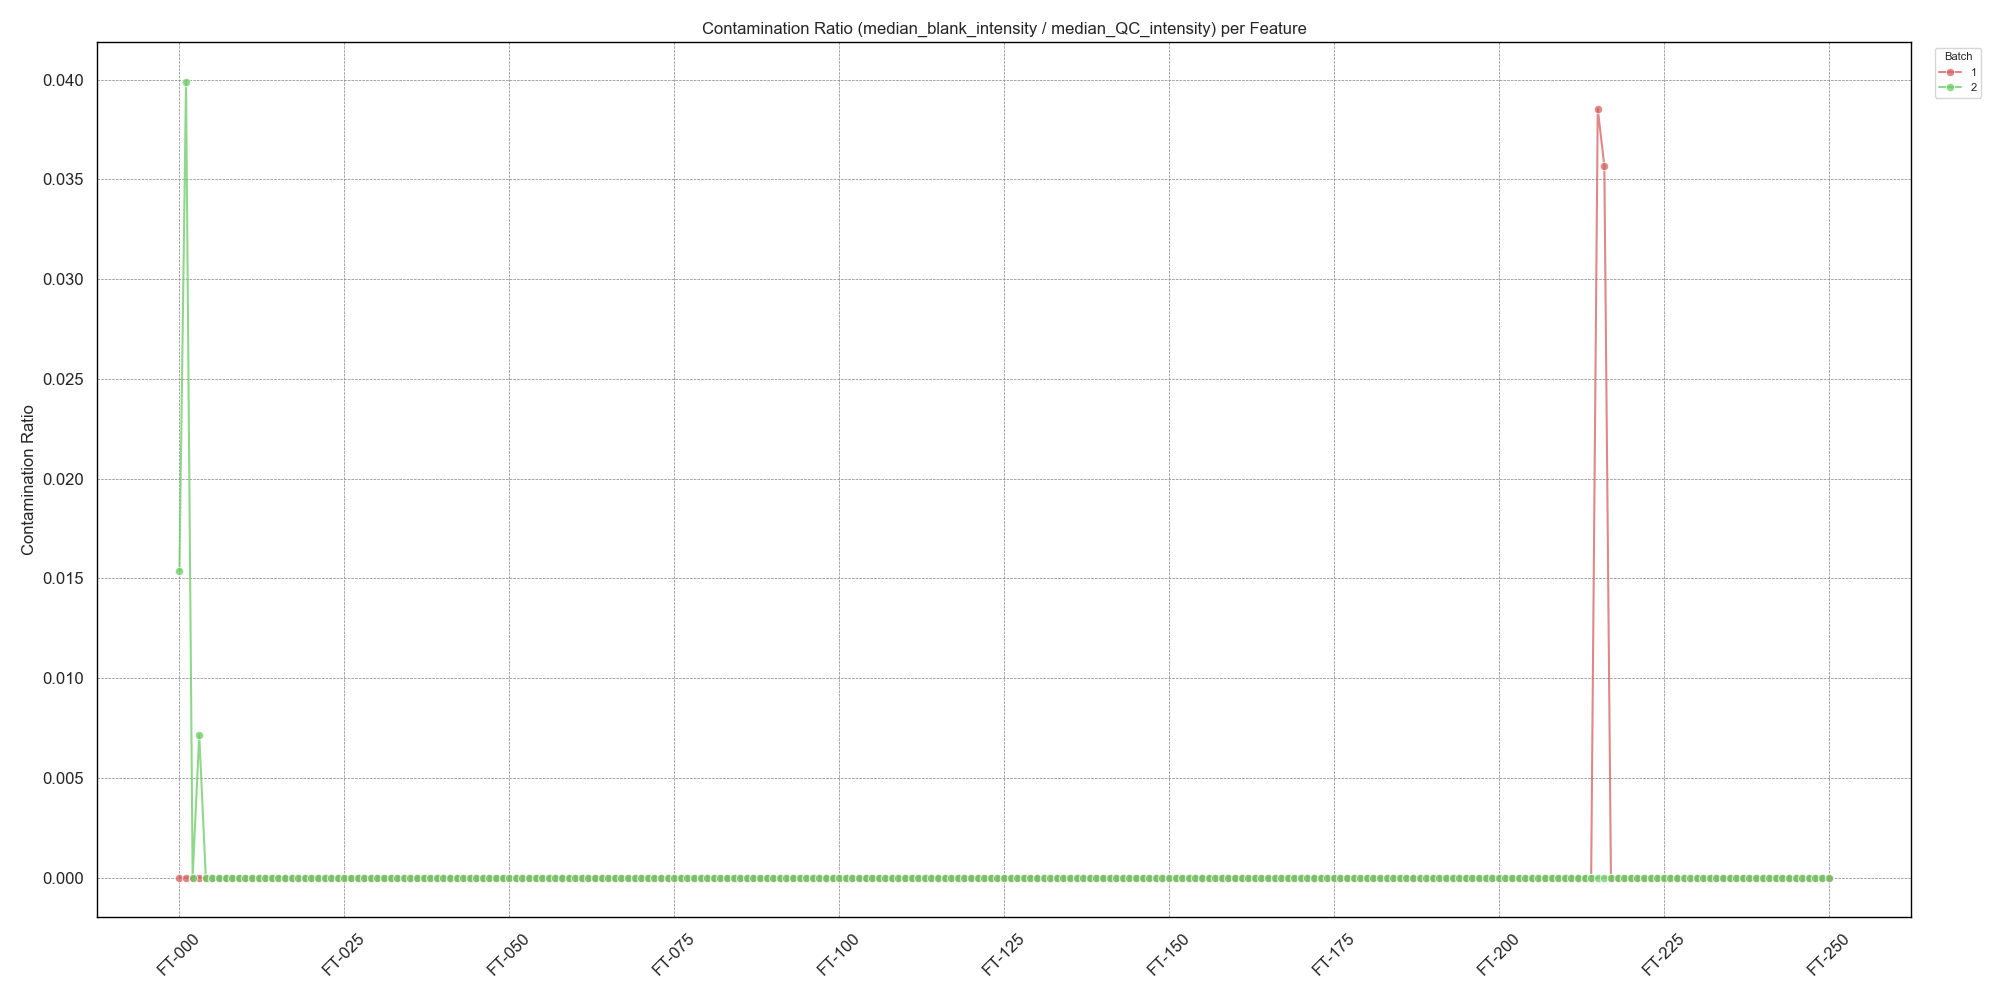 Contamination Ratio (median_blank_intensity / median_QC_intensity) per Feature
Batch
1
2
Contamination Ratio
0.040
0.035
0.030
0.025
0.020
0.015
0.010
0.005
0.000
FT-000
FT-025
FT-050
FT-075
FT-100
FT-125
FT-150
FT-175
FT-200
FT-225
FT-250